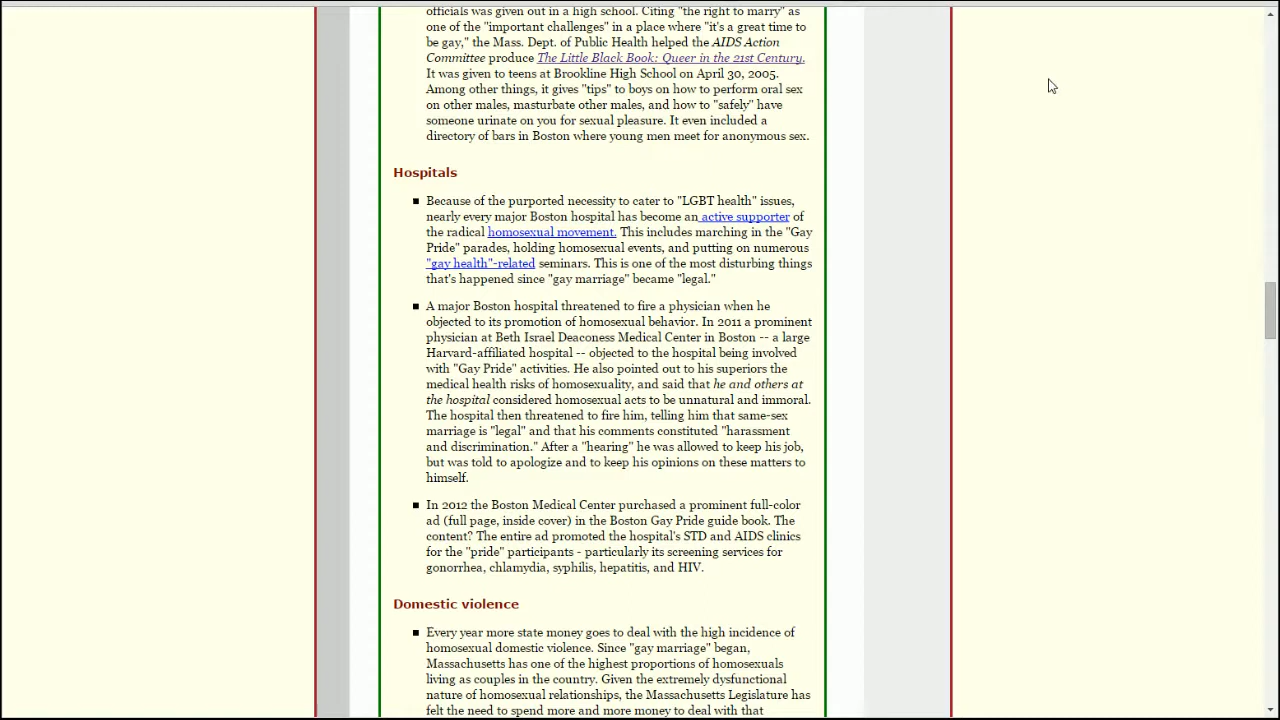 officials was given out in a high school. Citing "the right to marry" as
one of the "important challenges" in a place where "it's a great time to
be gay," the Mass. Dept. of Public Health helped the AIDS Action
Committee produce The Little Black Book: Queer in the 21st Century.
It was given to teens at Brookline High School on April 30, 2005.
Among other things, it gives "tips" to boys on how to perform oral sex
on other males, masturbate other males, and how to "safely" have
someone urinate on you for sexual pleasure. It even included a
directory of bars in Boston where young men meet for anonymous sex.
Hospitals
Because of the purported necessity to cater to "LGBT health" issues,
nearly every major Boston hospital has become an active supporter of
the radical homosexual movement. This includes marching in the "Gay
Pride" parades, holding homosexual events, and putting on numerous
"gay health"-related seminars. This is one of the most disturbing things
that's happened since "gay marriage" became "legal."
A major Boston hospital threatened to fire a physician when he
objected to its promotion of homosexual behavior. In 2011 a prominent
physician at Beth Israel Deaconess Medical Center in Boston -- a large
Harvard-affiliated hospital -- objected to the hospital being involved
with "Gay Pride" activities. He also pointed out to his superiors the
medical health risks of homosexuality, and said that he and others at
the hospital considered homosexual acts to be unnatural and immoral.
The hospital then threatened to fire him, telling him that same-sex
marriage is "legal" and that his comments constituted "harassment
and discrimination." After a "hearing" he was allowed to keep his job,
but was told to apologize and to keep his opinions on these matters to
himself.
In 2012 the Boston Medical Center purchased a prominent full-color
ad (full page, inside cover) in the Boston Gay Pride guide book. The
content? The entire ad promoted the hospital's STD and AIDS clinics
for the "pride" participants - particularly its screening services for
gonorrhea, chlamydia, syphilis, hepatitis, and HIV.
Domestic violence
Every year more state money goes to deal with the high incidence of
homosexual domestic violence. Since "gay marriage" began,
Massachusetts has one of the highest proportions of homosexuals
living as couples in the country. Given the extremely dysfunctional
nature of homosexual relationships, the Massachusetts Legislature has
felt the need to spend more and more money to deal with that